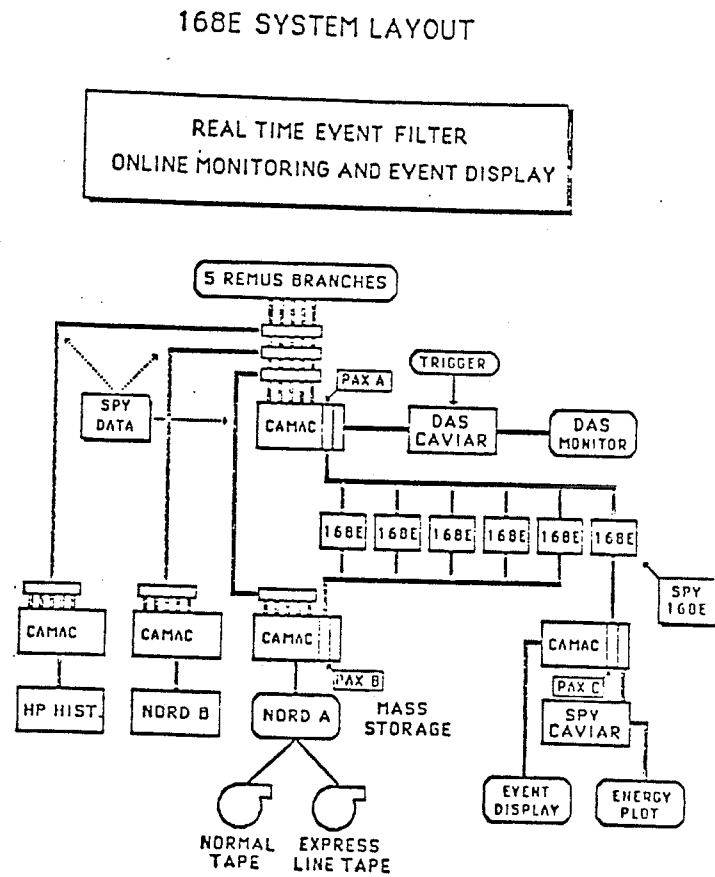 168E SYSTEM LAYOUT
REAL TIME EVENT FILTER
ONLINE MONITORING AND EVENT DISPLAY
5 REMUS BRANCHES
TRIGGER
PAX A
SPY
DATA
CAMAC
DAS
CAVIAR
DAS
MONITOR
168E
168E
168E
168E
168E
168E
SPY
168E
CAMAC
CAMAC
CAMAC
CAMAC
PAX B
PAX C
HP HIST.
NORD B
NORD A
MASS
STORAGE
SPY
CAVIAR
EVENT
DISPLAY
ENERGY
PLOT
NORMAL
TAPE
EXPRESS
LINE TAPE